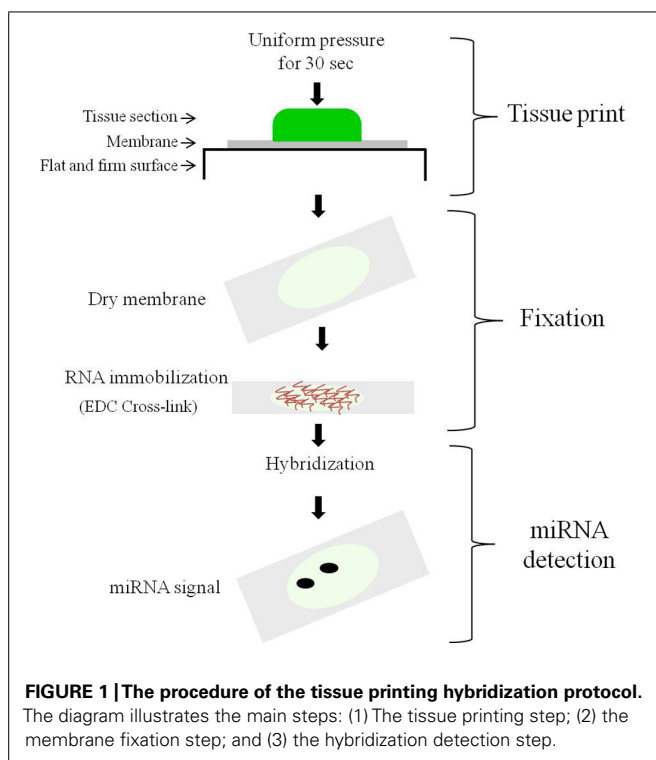 Uniform pressure
for 30 sec
Tissue section→
Membrane→
Flat and firm surface→
Tissue print
Dry membrane
RNA immobilization
(EDC Cross-link)
Fixation
Hybridization
miRNA signal
miRNA
detection
FIGURE 1 | The procedure of the tissue printing hybridization protocol.
The diagram illustrates the main steps: (1) The tissue printing step; (2) the
membrane fixation step; and (3) the hybridization detection step.